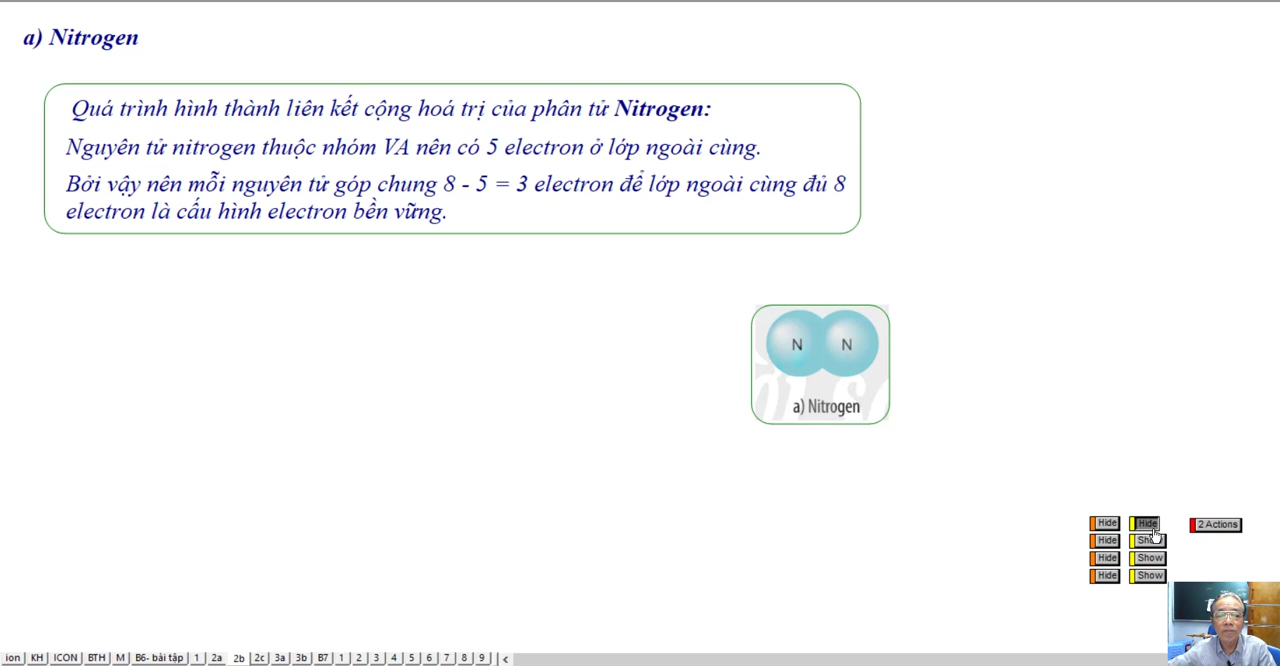 a) Nitrogen
Quá trình hình thành liên kết cộng hoá trị của phân tử Nitrogen:
Nguyên tử nitrogen thuộc nhóm VA nên có 5 electron ở lớp ngoài cùng.
Bởi vậy nên mỗi nguyên tử góp chung 8 - 5 = 3 electron để lớp ngoài cùng đủ 8
electron là cấu hình electron bền vững.
N N
a) Nitrogen
Hide Hide 2 Actions
Hide Show
Hide Show
Hide Show
ion KH ICON BTH M B6- bài tập 1 2a 2b 2c 3a 3b B7 1 2 3 4 5 6 7 8 9 <